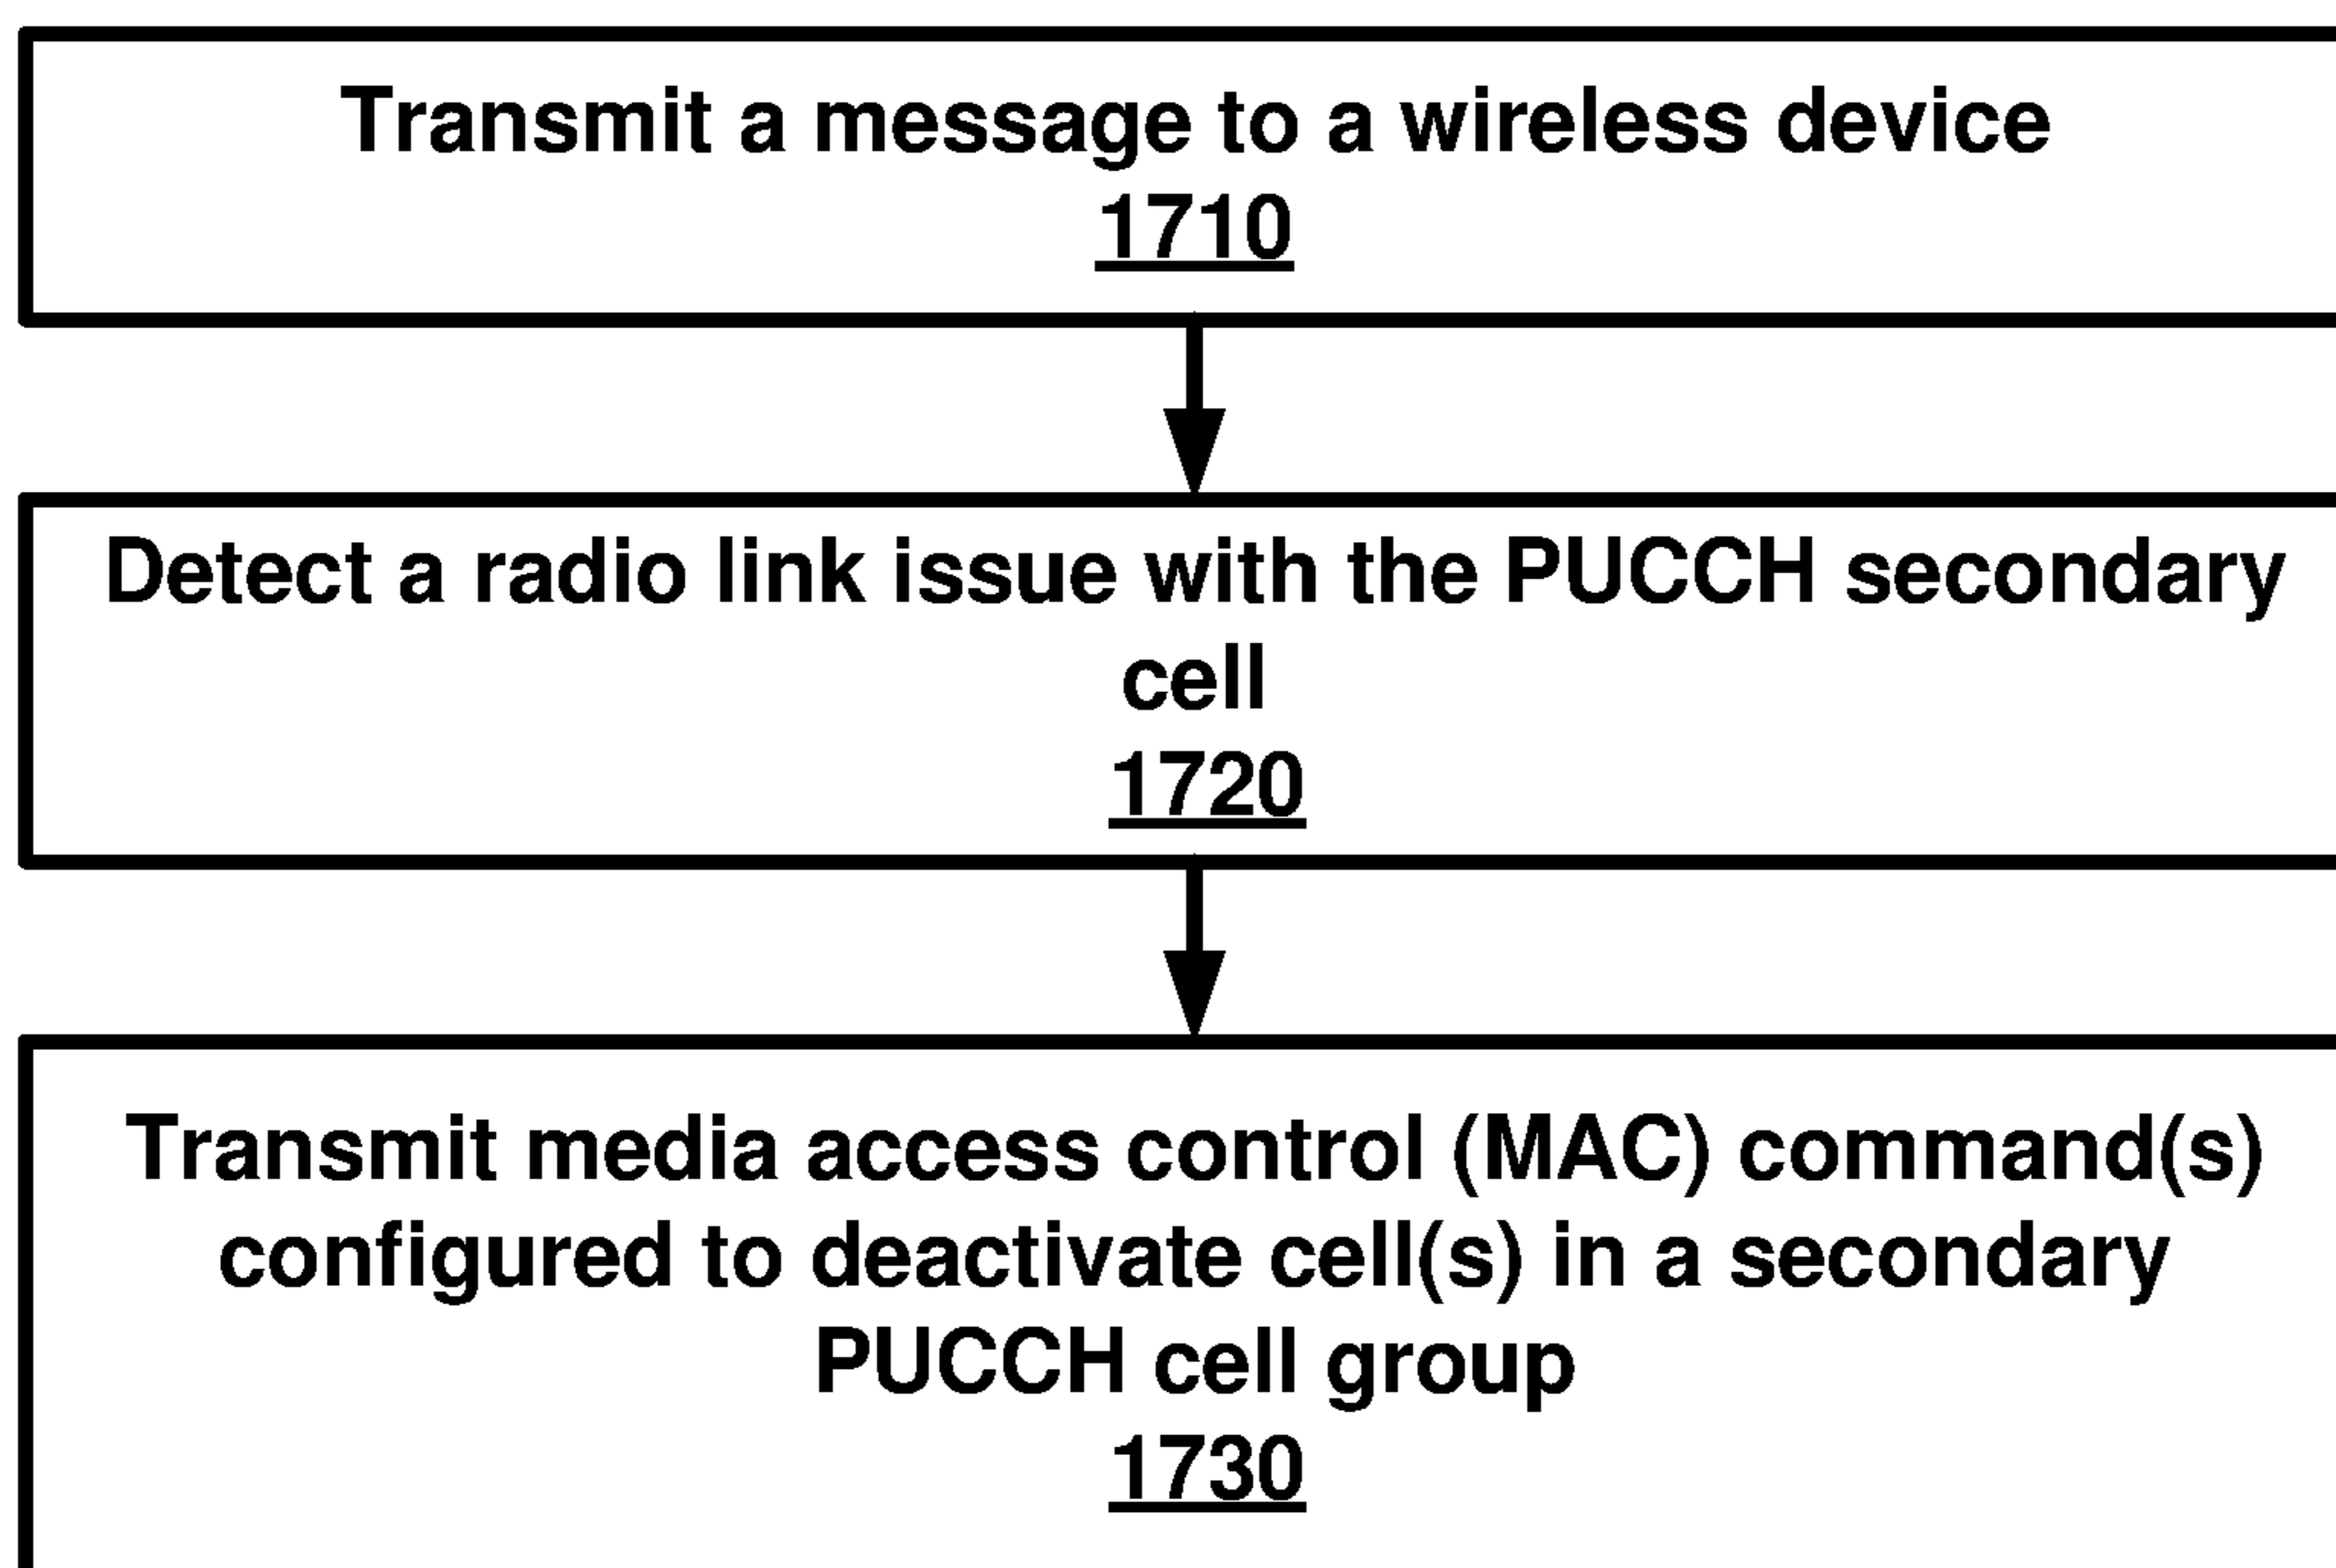 Transmit a message to a wireless device
1710
Detect a radio link issue with the PUCCH secondary
cell
1720
Transmit media access control (MAC) command(s)
configured to deactivate cell(s) in a secondary
PUCCH cell group
1730